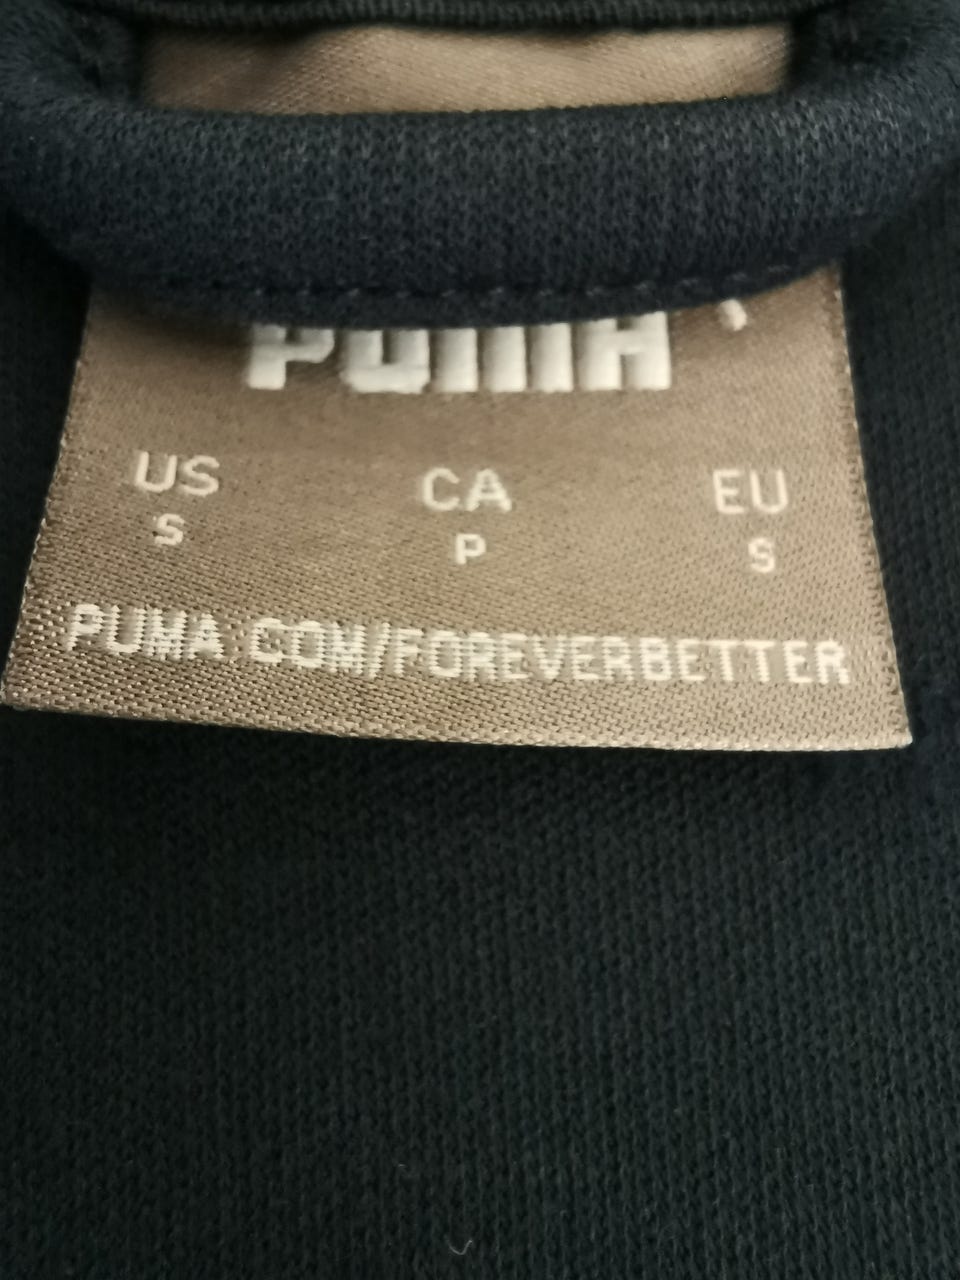 PUMA
US CA EU
S P S
PUMA.COM/FOREVERBETTER